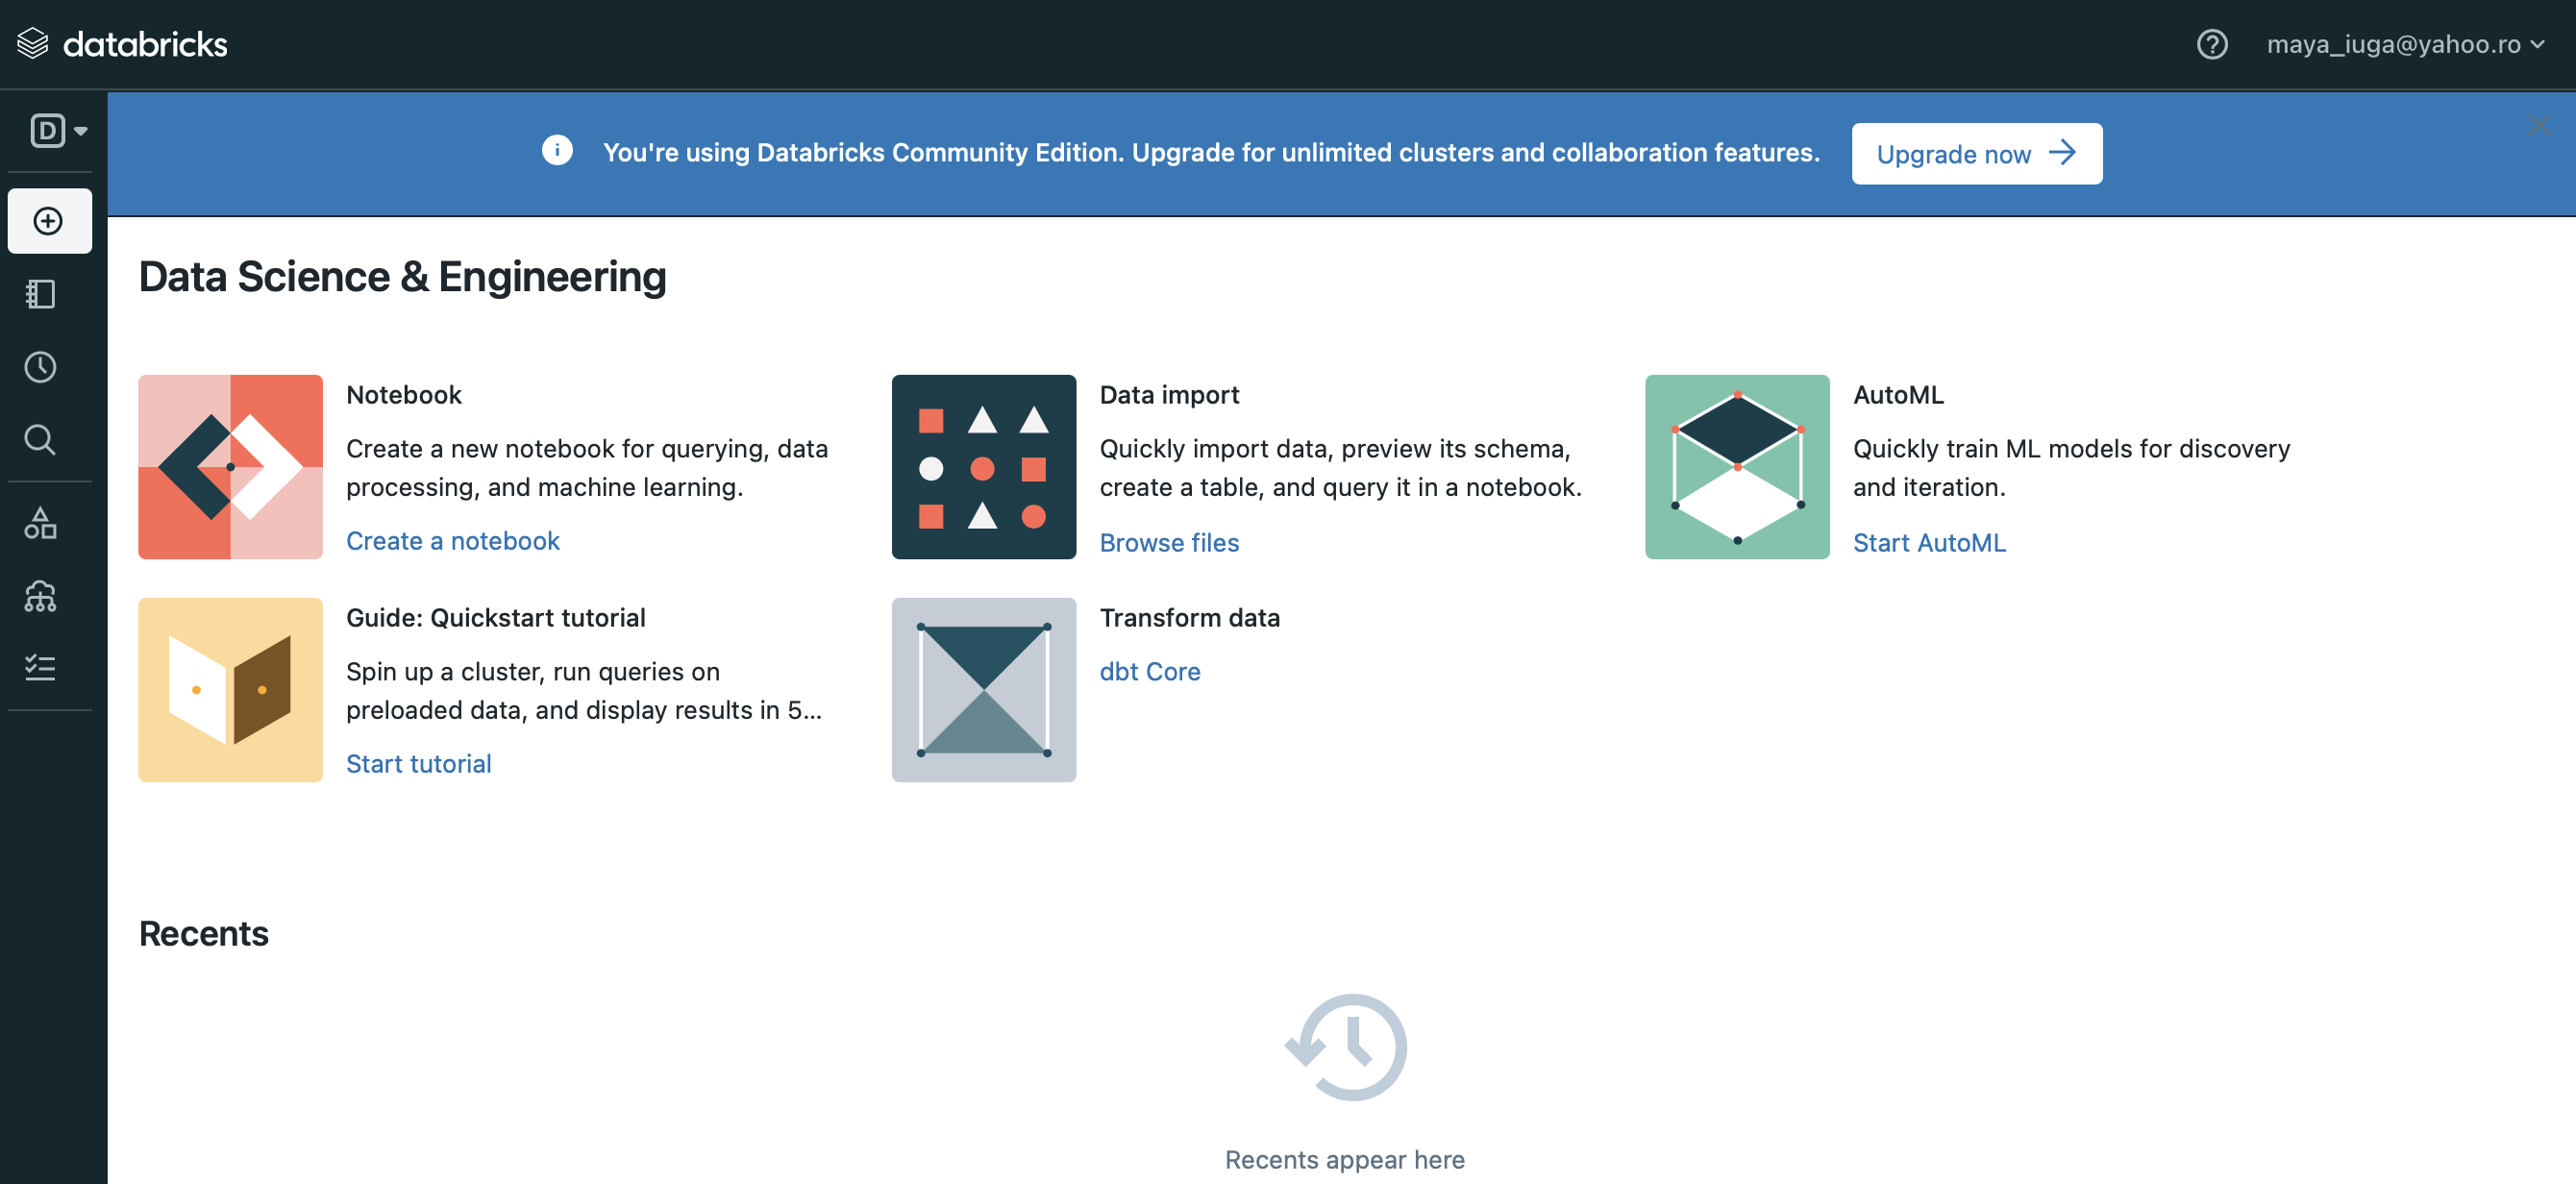 databricks
maya_iuga@yahoo.ro
D
You're using Databricks Community Edition. Upgrade for unlimited clusters and collaboration features.
Upgrade now
Data Science & Engineering
Notebook
Create a new notebook for querying, data
processing, and machine learning.
Create a notebook
Data import
Quickly import data, preview its schema,
create a table, and query it in a notebook.
Browse files
AutoML
Quickly train ML models for discovery
and iteration.
Start AutoML
Guide: Quickstart tutorial
Spin up a cluster, run queries on
preloaded data, and display results in 5...
Start tutorial
Transform data
dbt Core
Recents
Recents appear here